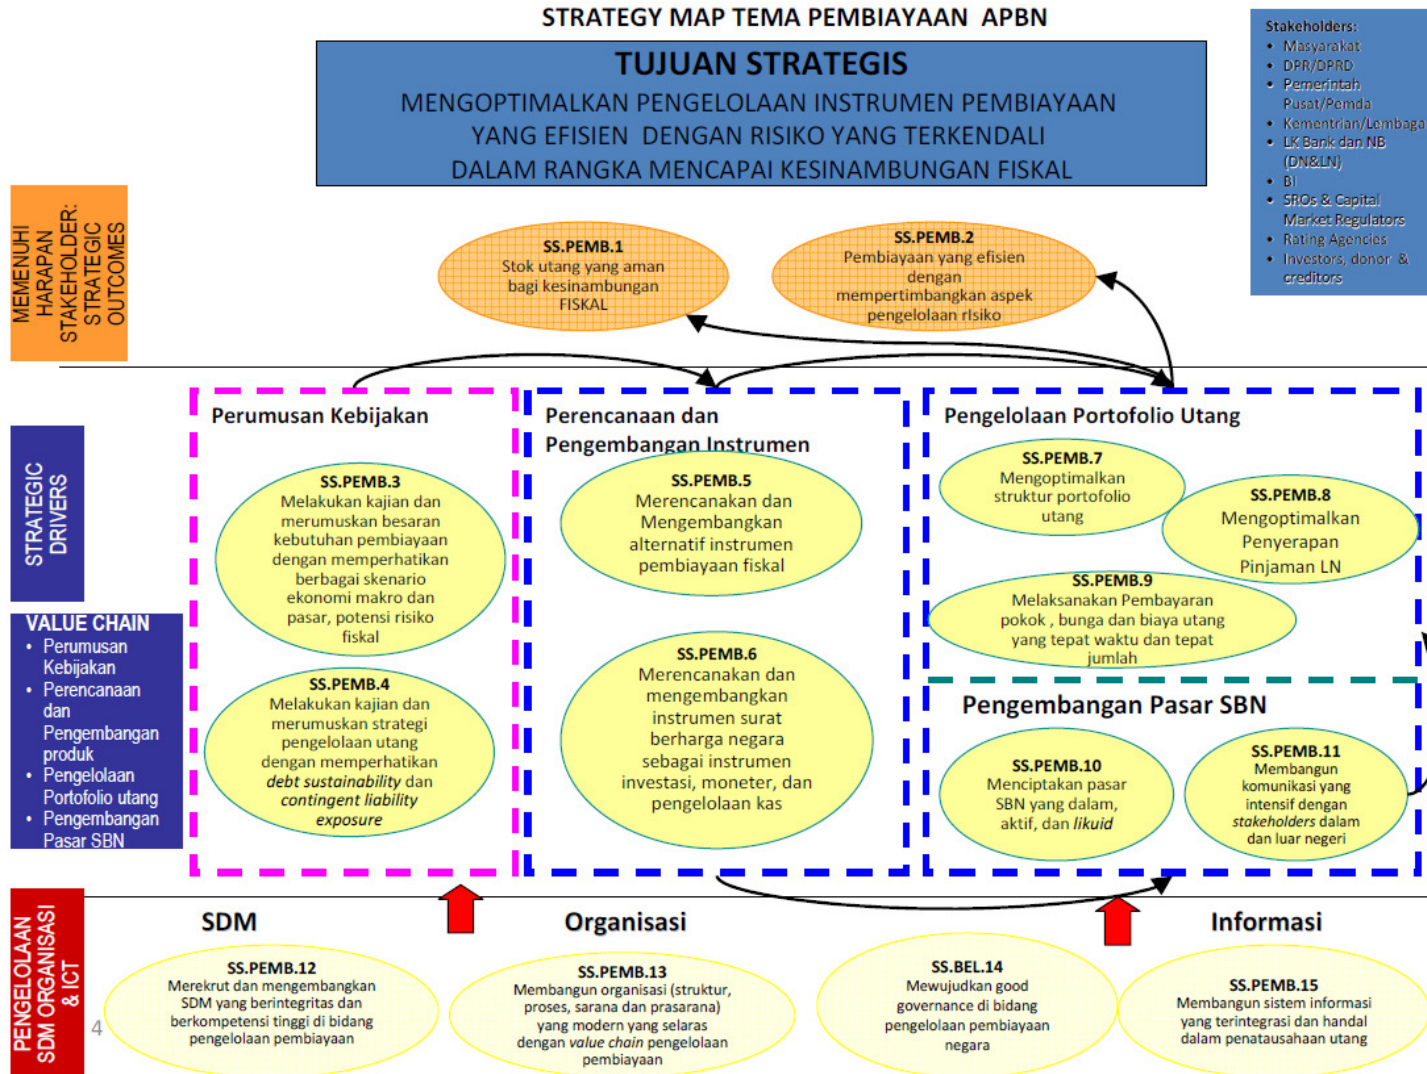 STRATEGY MAP TEMA PEMBIAYAAN APBN
TUJUAN STRATEGIS
MENGOPTIMALKAN PENGELOLAAN INSTRUMEN PEMBIAYAAN
YANG EFISIEN DENGAN RISIKO YANG TERKENDALI
DALAM RANGKA MENCAPAI KESINAMBUNGAN FISKAL
Stakeholders:
• Masyarakat
• DPR/DPRD
• Pemerintah
Pusat/Pemda
• Kementrian/Lembaga
• LK Bank dan NB
(DN&LN)
• BI
• SROs & Capital
Market Regulators
• Rating Agencies
• Investors, donor &
creditors
MEMENUHI
HARAPAN
STAKEHOLDER:
STRATEGIC
OUTCOMES
SS.PEMB.1
Stok utang yang aman
bagi kesinambungan
FISKAL
SS.PEMB.2
Pembiayaan yang efisien
dengan
mempertimbangkan aspek
pengelolaan rIsiko
STRATEGIC
DRIVERS
VALUE CHAIN
• Perumusan
Kebijakan
• Perencanaan
dan
Pengembangan
produk
• Pengelolaan
Portofolio utang
• Pengembangan
Pasar SBN
Perumusan Kebijakan
SS.PEMB.3
Melakukan kajian dan
merumuskan besaran
kebutuhan pembiayaan
dengan memperhatikan
berbagai skenario
ekonomi makro dan
pasar, potensi risiko
fiskal
SS.PEMB.4
Melakukan kajian dan
merumuskan strategi
pengelolaan utang
dengan memperhatikan
debt sustainability dan
contingent liability
exposure
Perencanaan dan
Pengembangan Instrumen
SS.PEMB.5
Merencanakan dan
Mengembangkan
alternatif instrumen
pembiayaan fiskal
SS.PEMB.6
Merencanakan dan
mengembangkan
instrumen surat
berharga negara
sebagai instrumen
investasi, moneter, dan
pengelolaan kas
Pengelolaan Portofolio Utang
SS.PEMB.7
Mengoptimalkan
struktur portofolio
utang
SS.PEMB.8
Mengoptimalkan
Penyerapan
Pinjaman LN
SS.PEMB.9
Melaksanakan Pembayaran
pokok , bunga dan biaya utang
yang tepat waktu dan tepat
jumlah
Pengembangan Pasar SBN
SS.PEMB.10
Menciptakan pasar
SBN yang dalam,
aktif, dan likuid
SS.PEMB.11
Membangun
komunikasi yang
intensif dengan
stakeholders dalam
dan luar negeri
PENGELOLAAN
SDM ORGANISASI
& ICT
4
SDM
SS.PEMB.12
Merekrut dan mengembangkan
SDM yang berintegritas dan
berkompetensi tinggi di bidang
pengelolaan pembiayaan
Organisasi
SS.PEMB.13
Membangun organisasi (struktur,
proses, sarana dan prasarana)
yang modern yang selaras
dengan value chain pengelolaan
pembiayaan
SS.BEL.14
Mewujudkan good
governance di bidang
pengelolaan pembiayaan
negara
Informasi
SS.PEMB.15
Membangun sistem informasi
yang terintegrasi dan handal
dalam penatausahaan utang